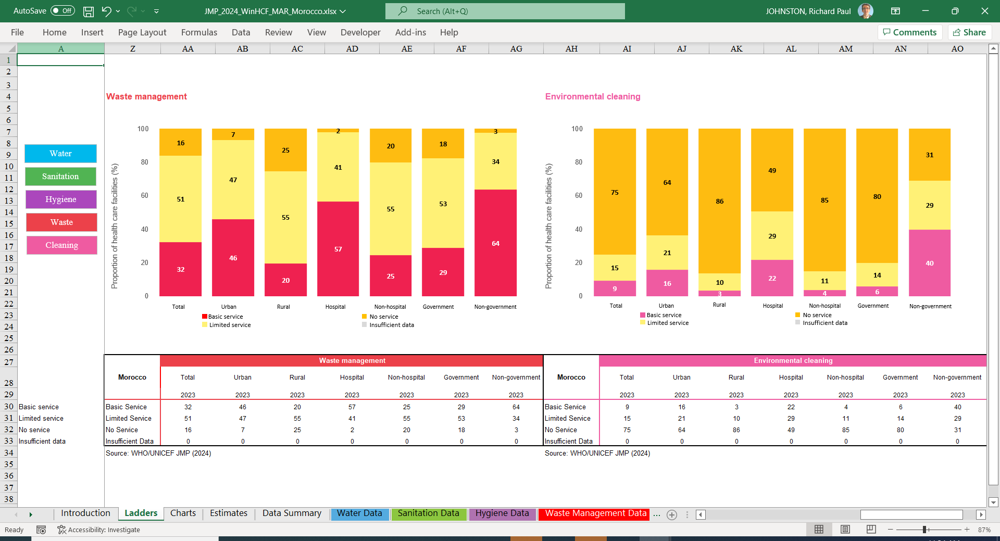 AutoSave Off JMP_2024_WinHCF_MAR_Morocco.xlsx Search (Alt+Q) JOHNSTON, Richard Paul
File Home Insert Page Layout Formulas Data Review View Developer Add-ins Help Comments Share
A Z AA AB AC AD AE AF AG AH AI AJ AK AL AM AN AO
1
2
3
4
5
6
7
8
9
10
11
12
13
14
15
16
17
18
19
20
21
22
23
24
25
26
27
28
29
30
31
32
33
34
35
36
37
38
Water
Sanitation
Hygiene
Waste
Cleaning
Waste management
Proportion of health care facilities (%)
100
80
60
40
20
0
16 7 25 2 20 18 3
51 47 55 41 55 53 34
32 46 20 57 25 29 64
Total Urban Rural Hospital Non-hospital Government Non-government
Basic service No service
Limited service Insufficient data
Environmental cleaning
Proportion of health care facilities (%)
100
80
60
40
20
0
75 64 86 49 85 80 31
15 21 10 29 11 14 29
9 16 3 22 4 6 40
Total Urban Rural Hospital Non-hospital Government Non-government
Basic service No service
Limited service Insufficient data
Waste management Environmental cleaning
Morocco Total Urban Rural Hospital Non-hospital Government Non-government Morocco Total Urban Rural Hospital Non-hospital Government Non-government
2023 2023 2023 2023 2023 2023 2023 2023 2023 2023 2023 2023 2023 2023
Basic service Basic Service 32 46 20 57 25 29 64 Basic Service 9 16 3 22 4 6 40
Limited service Limited Service 51 47 55 41 55 53 34 Limited Service 15 21 10 29 11 14 29
No service No Service 16 7 25 2 20 18 3 No Service 75 64 86 49 85 80 31
Insufficient data Insufficient Data 0 0 0 0 0 0 0 Insufficient Data 0 0 0 0 0 0 0
Source: WHO/UNICEF JMP (2024) Source: WHO/UNICEF JMP (2024)
Introduction Ladders Charts Estimates Data Summary Water Data Sanitation Data Hygiene Data Waste Management Data ...
Ready Accessibility: Investigate 87%